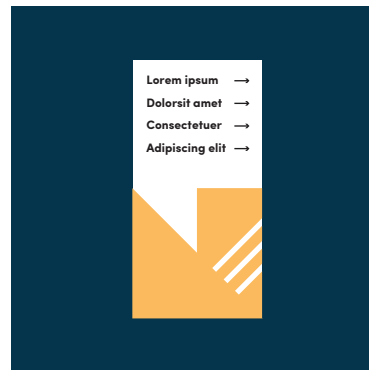 Lorem ipsum →
Dolorsit amet →
Consectetuer →
Adipiscing elit →